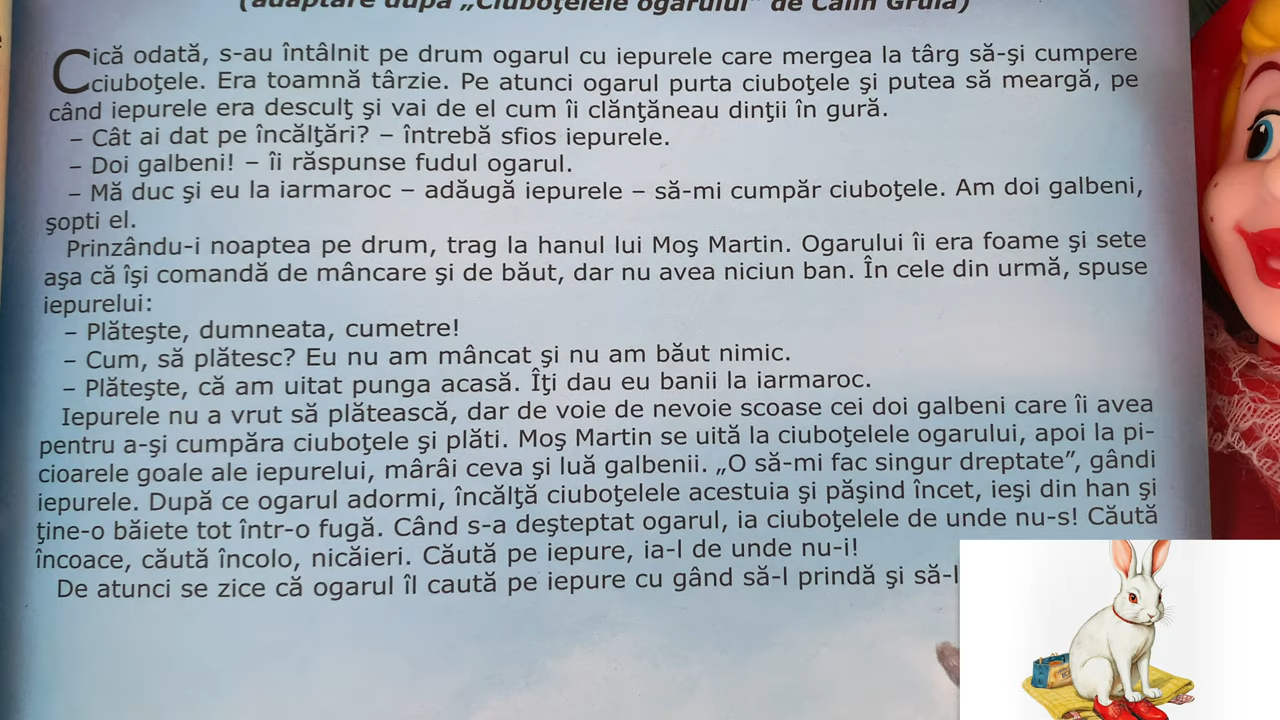 (adaptare după „Ciuboţelele ogarului” de Călin Gruia)
Cică odată, s-au întâlnit pe drum ogarul cu iepurele care mergea la târg să-şi cumpere
ciuboţele. Era toamnă târzie. Pe atunci ogarul purta ciuboţele şi putea să meargă, pe
când iepurele era desculţ şi vai de el cum îi clănţăneau dinţii în gură.
– Cât ai dat pe încălţări? – întrebă sfios iepurele.
– Doi galbeni! – îi răspunse fudul ogarul.
– Mă duc şi eu la iarmaroc – adăugă iepurele – să-mi cumpăr ciuboţele. Am doi galbeni,
şopti el.
Prinzându-i noaptea pe drum, trag la hanul lui Moş Martin. Ogarului îi era foame şi sete
aşa că îşi comandă de mâncare şi de băut, dar nu avea niciun ban. În cele din urmă, spuse
iepurelui:
– Plăteşte, dumneata, cumetre!
– Cum, să plătesc? Eu nu am mâncat şi nu am băut nimic.
– Plăteşte, că am uitat punga acasă. Îţi dau eu banii la iarmaroc.
Iepurele nu a vrut să plătească, dar de voie de nevoie scoase cei doi galbeni care îi avea
pentru a-şi cumpăra ciuboţele şi plăti. Moş Martin se uită la ciuboţelele ogarului, apoi la pi-
cioarele goale ale iepurelui, mârâi ceva şi luă galbenii. „O să-mi fac singur dreptate”, gândi
iepurele. După ce ogarul adormi, încălţă ciuboţelele acestuia şi păşind încet, ieşi din han şi
ţine-o băiete tot într-o fugă. Când s-a deşteptat ogarul, ia ciuboţelele de unde nu-s! Căută
încoace, căută încolo, nicăieri. Căută pe iepure, ia-l de unde nu-i!
De atunci se zice că ogarul îl caută pe iepure cu gând să-l prindă şi să-l